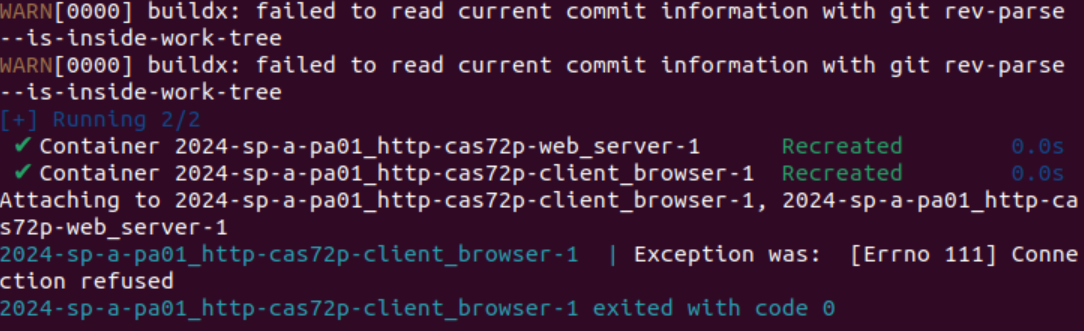 WARN[0000] buildx: failed to read current commit information with git rev-parse
--is-inside-work-tree
WARN[0000] buildx: failed to read current commit information with git rev-parse
--is-inside-work-tree
[+] Running 2/2
✔ Container 2024-sp-a-pa01_http-cas72p-web_server-1 Recreated 0.0s
✔ Container 2024-sp-a-pa01_http-cas72p-client_browser-1 Recreated 0.0s
Attaching to 2024-sp-a-pa01_http-cas72p-client_browser-1, 2024-sp-a-pa01_http-ca
s72p-web_server-1
2024-sp-a-pa01_http-cas72p-client_browser-1 | Exception was: [Errno 111] Conne
ction refused
2024-sp-a-pa01_http-cas72p-client_browser-1 exited with code 0